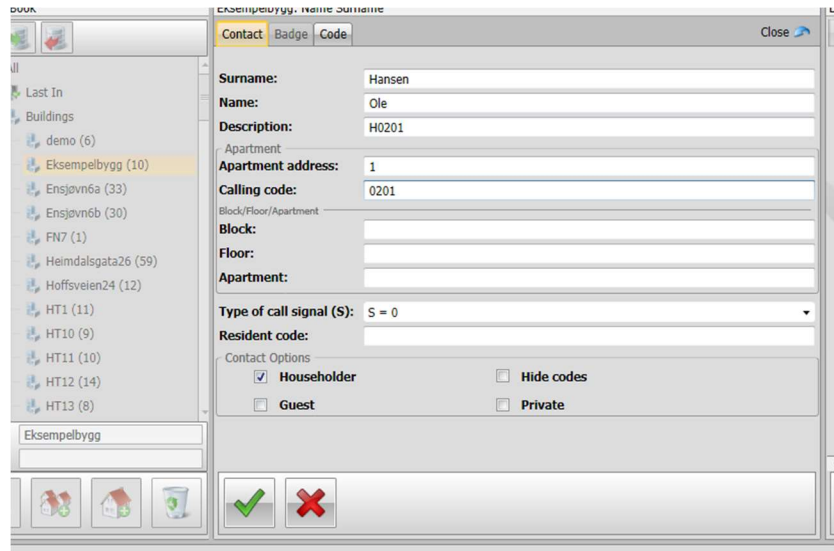 Book
Eksempelbygg: Name Surname
Contact Badge Code
Close
All
Last In
Buildings
demo (6)
Eksempelbygg (10)
Ensjøvn6a (33)
Ensjøvn6b (30)
FN7 (1)
Heimdalsgata26 (59)
Hoffsveien24 (12)
HT1 (11)
HT10 (9)
HT11 (10)
HT12 (14)
HT13 (8)
Eksempelbygg
Surname: Hansen
Name: Ole
Description: H0201
Apartment
Apartment address: 1
Calling code: 0201
Block/Floor/Apartment
Block:
Floor:
Apartment:
Type of call signal (S): S = 0
Resident code:
Contact Options
Householder Hide codes
Guest Private